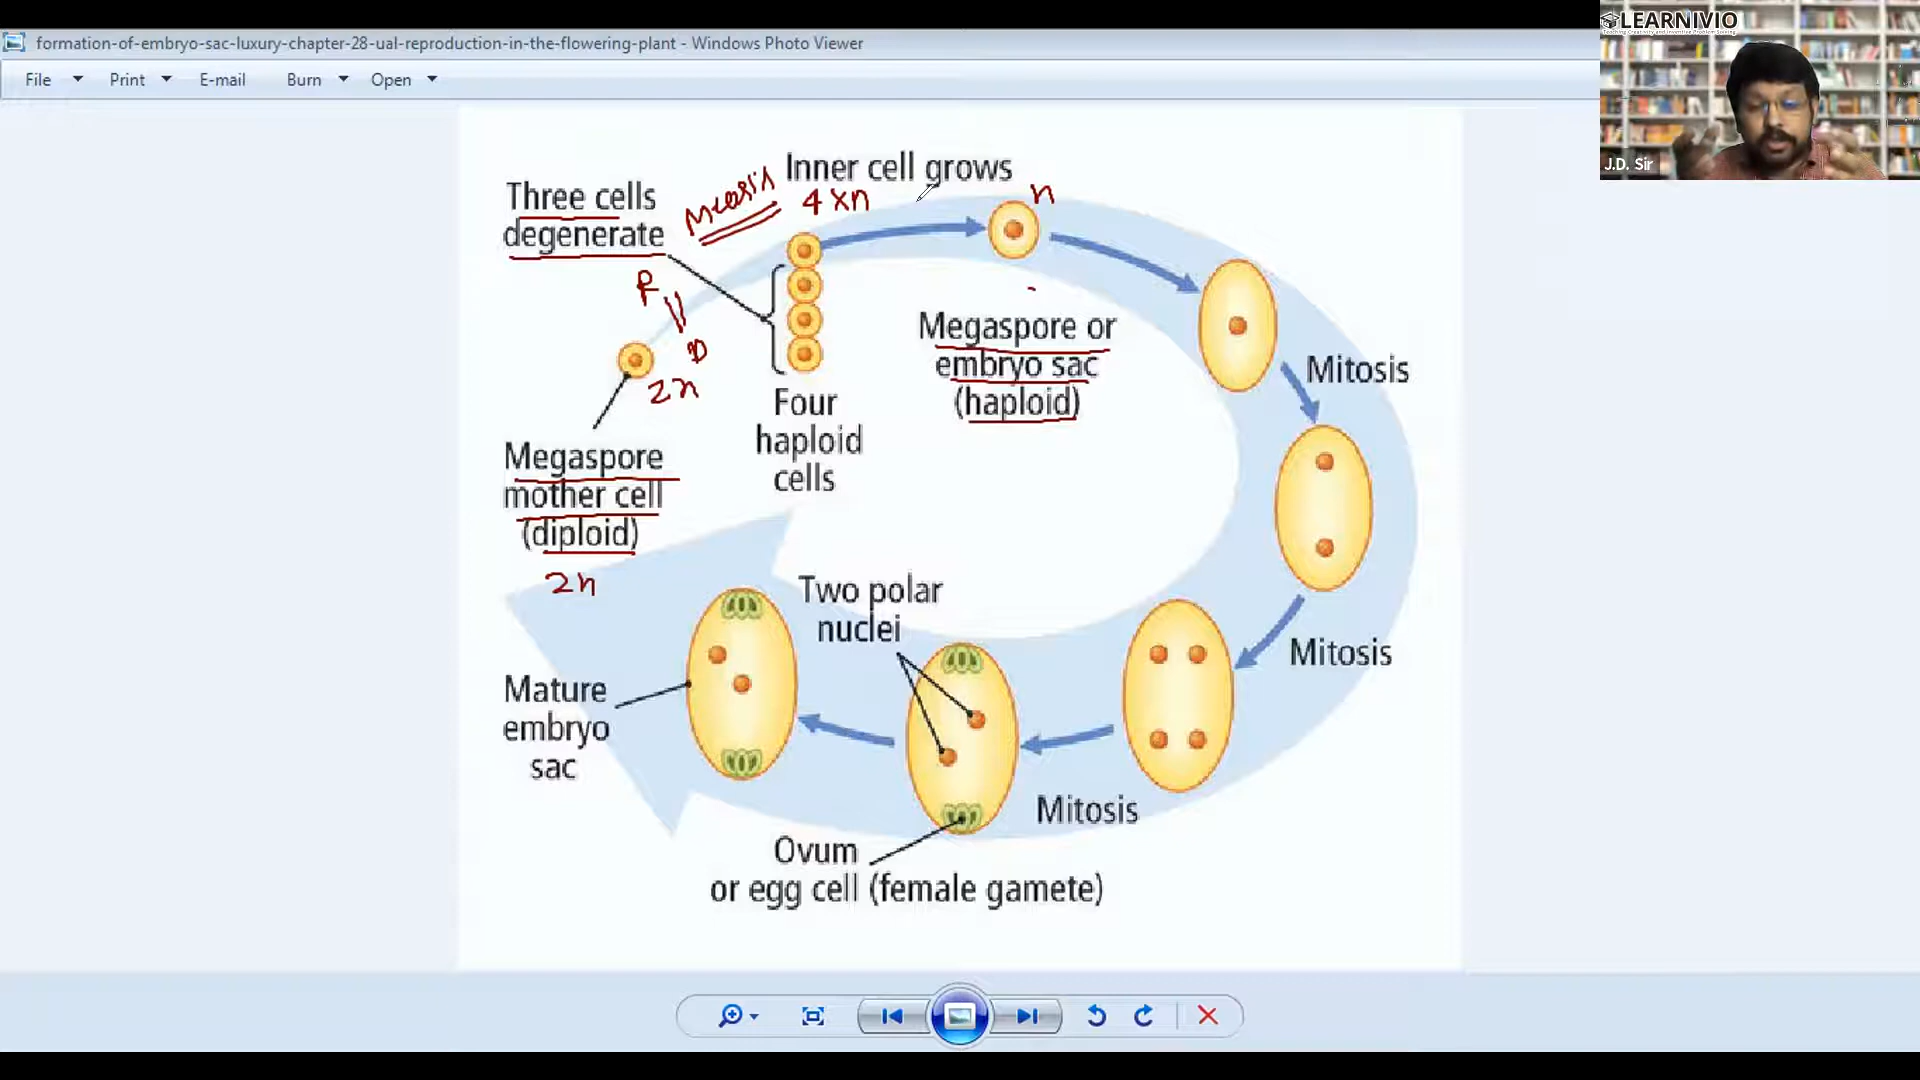 formation-of-embryo-sac-luxury-chapter-28-ual-reproduction-in-the-flowering-plant - Windows Photo Viewer
File Print E-mail Burn Open
LEARNIVIO
J.D. Sir
Inner cell grows
Meosis
4 x n
n
Three cells
degenerate
R
D
2n
Megaspore or
embryo sac
(haploid)
Mitosis
Four
haploid
cells
Megaspore
mother cell
(diploid)
2n
Two polar
nuclei
Mitosis
Mature
embryo
sac
Mitosis
Ovum
or egg cell (female gamete)